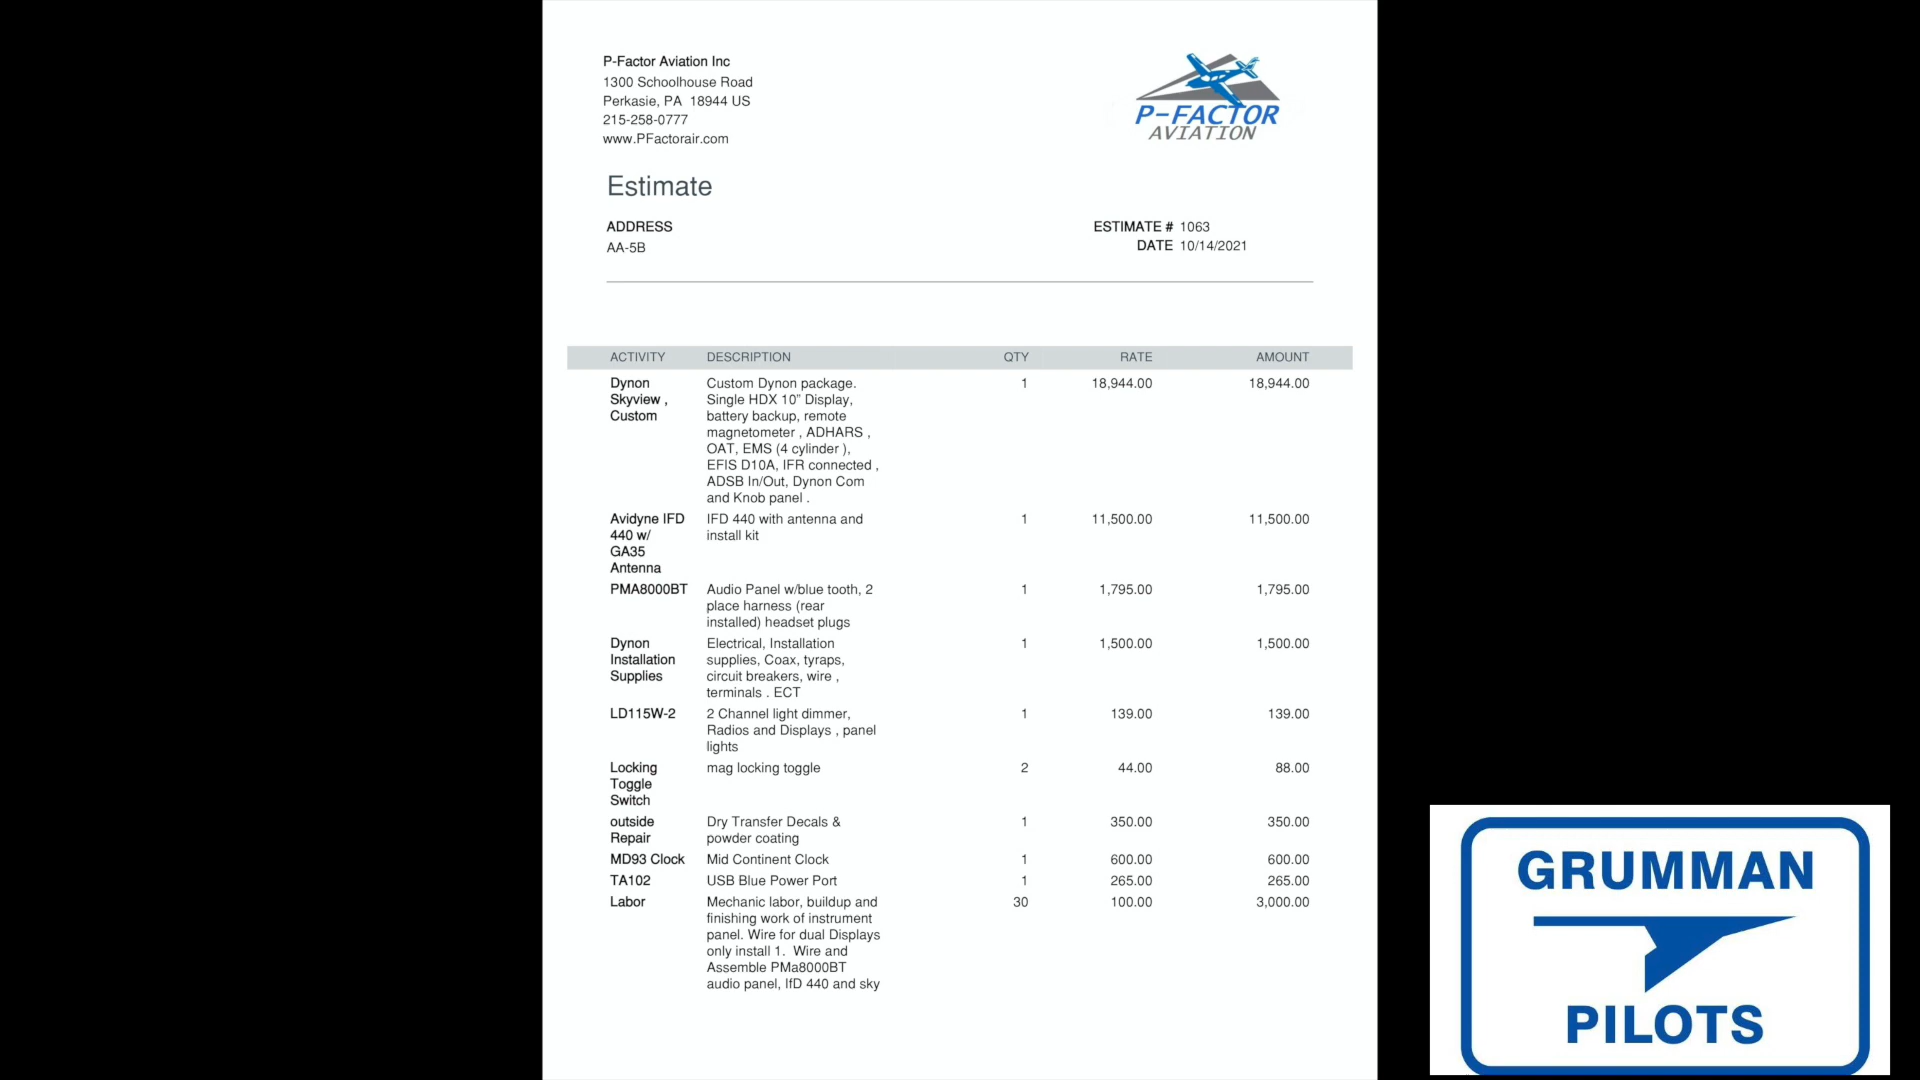 P-Factor Aviation Inc
1300 Schoolhouse Road
Perkasie, PA 18944 US
215-258-0777
www.PFactorair.com
P-FACTOR
AVIATION
Estimate
ADDRESS
AA-5B
ESTIMATE # 1063
DATE 10/14/2021
ACTIVITY DESCRIPTION QTY RATE AMOUNT
Dynon Custom Dynon package. 1 18,944.00 18,944.00
Skyview , Single HDX 10” Display,
Custom battery backup, remote
magnetometer , ADHARS ,
OAT, EMS (4 cylinder ),
EFIS D10A, IFR connected ,
ADSB In/Out, Dynon Com
and Knob panel .
Avidyne IFD IFD 440 with antenna and 1 11,500.00 11,500.00
440 w/ install kit
GA35
Antenna
PMA8000BT Audio Panel w/blue tooth, 2 1 1,795.00 1,795.00
place harness (rear
installed) headset plugs
Dynon Electrical, Installation 1 1,500.00 1,500.00
Installation supplies, Coax, tyraps,
Supplies circuit breakers, wire ,
terminals . ECT
LD115W-2 2 Channel light dimmer, 1 139.00 139.00
Radios and Displays , panel
lights
Locking mag locking toggle 2 44.00 88.00
Toggle
Switch
outside Dry Transfer Decals & 1 350.00 350.00
Repair powder coating
MD93 Clock Mid Continent Clock 1 600.00 600.00
TA102 USB Blue Power Port 1 265.00 265.00
Labor Mechanic labor, buildup and 30 100.00 3,000.00
finishing work of instrument
panel. Wire for dual Displays
only install 1. Wire and
Assemble PMa8000BT
audio panel, IfD 440 and sky
GRUMMAN
PILOTS